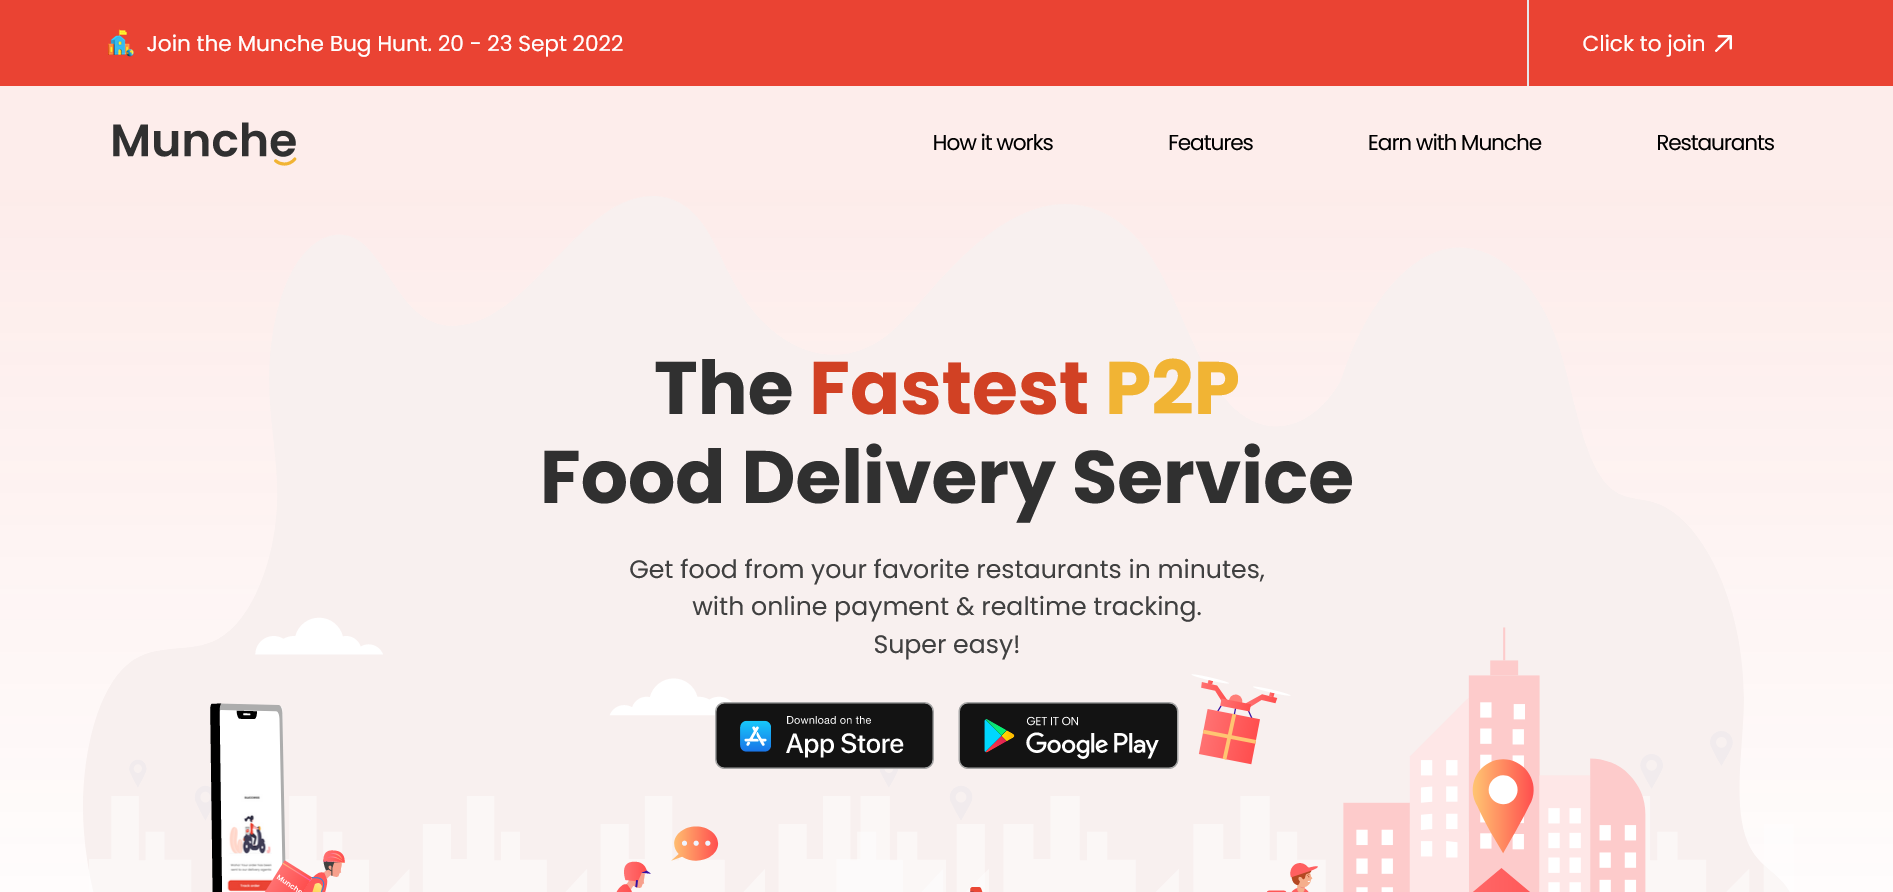 Join the Munche Bug Hunt. 20 - 23 Sept 2022
Click to join
Munche
How it works
Features
Earn with Munche
Restaurants
The Fastest P2P
Food Delivery Service
Get food from your favorite restaurants in minutes,
with online payment & realtime tracking.
Super easy!
Download on the
App Store
GET IT ON
Google Play
Munche